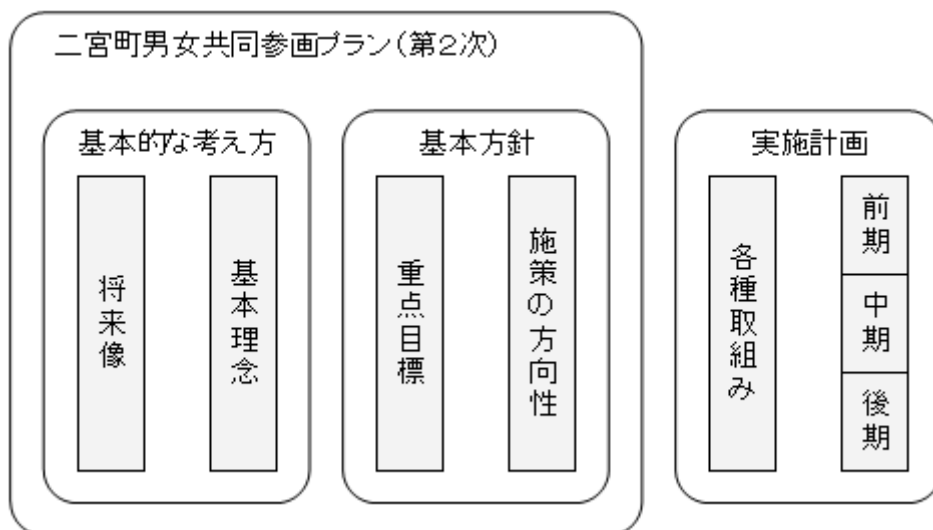 二宮町男女共同参画プラン(第2次)
基本的な考え方
将来像
基本理念
基本方針
重点目標
施策の方向性
実施計画
各種取組み
前期
中期
後期